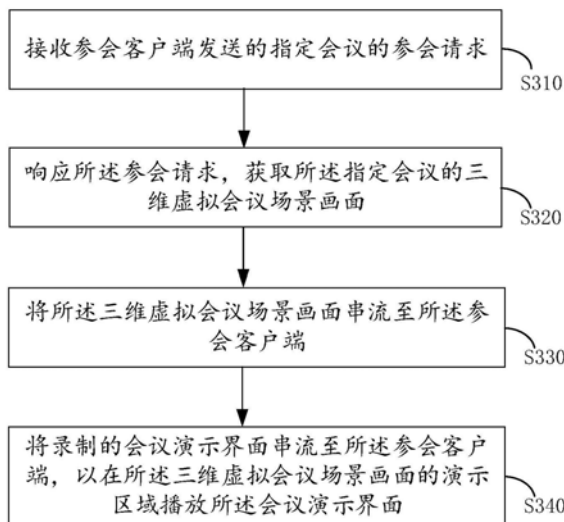 接收参会客户端发送的指定会议的参会请求
S310
响应所述参会请求，获取所述指定会议的三
维虚拟会议场景画面
S320
将所述三维虚拟会议场景画面串流至所述参
会客户端
S330
将录制的会议演示界面串流至所述参会客户
端，以在所述三维虚拟会议场景画面的演示
区域播放所述会议演示界面
S340